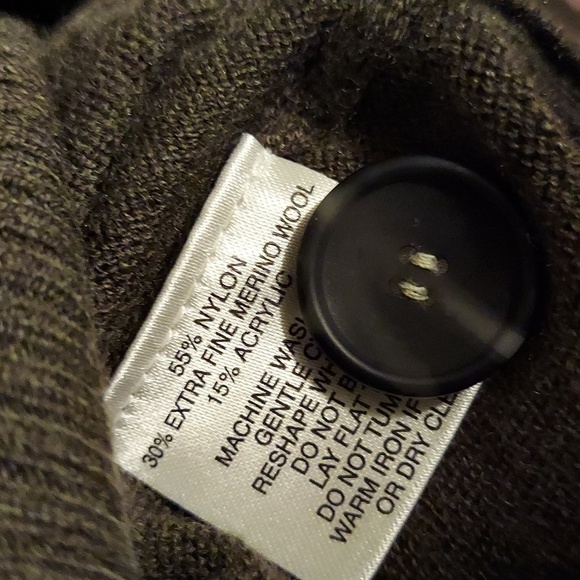 55% NYLON
30% EXTRA FINE MERINO WOOL
15% ACRYLIC
MACHINE
GENTLE
RESHAPE
DO NOT
LAY FLAT
DO NOT
WARM IRON
OR DRY